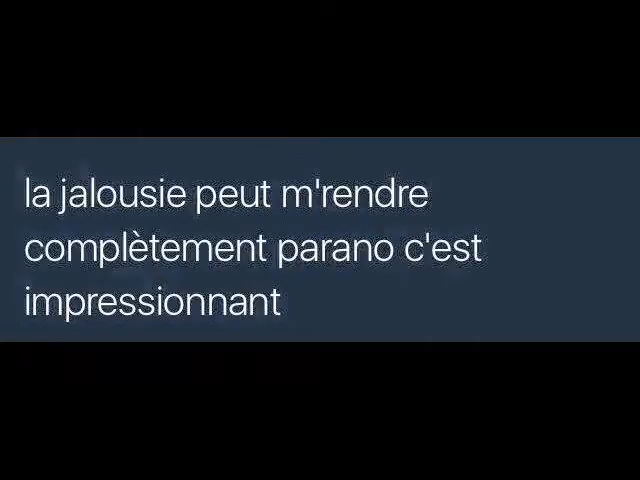 la jalousie peut m'rendre
complètement parano c'est
impressionnant